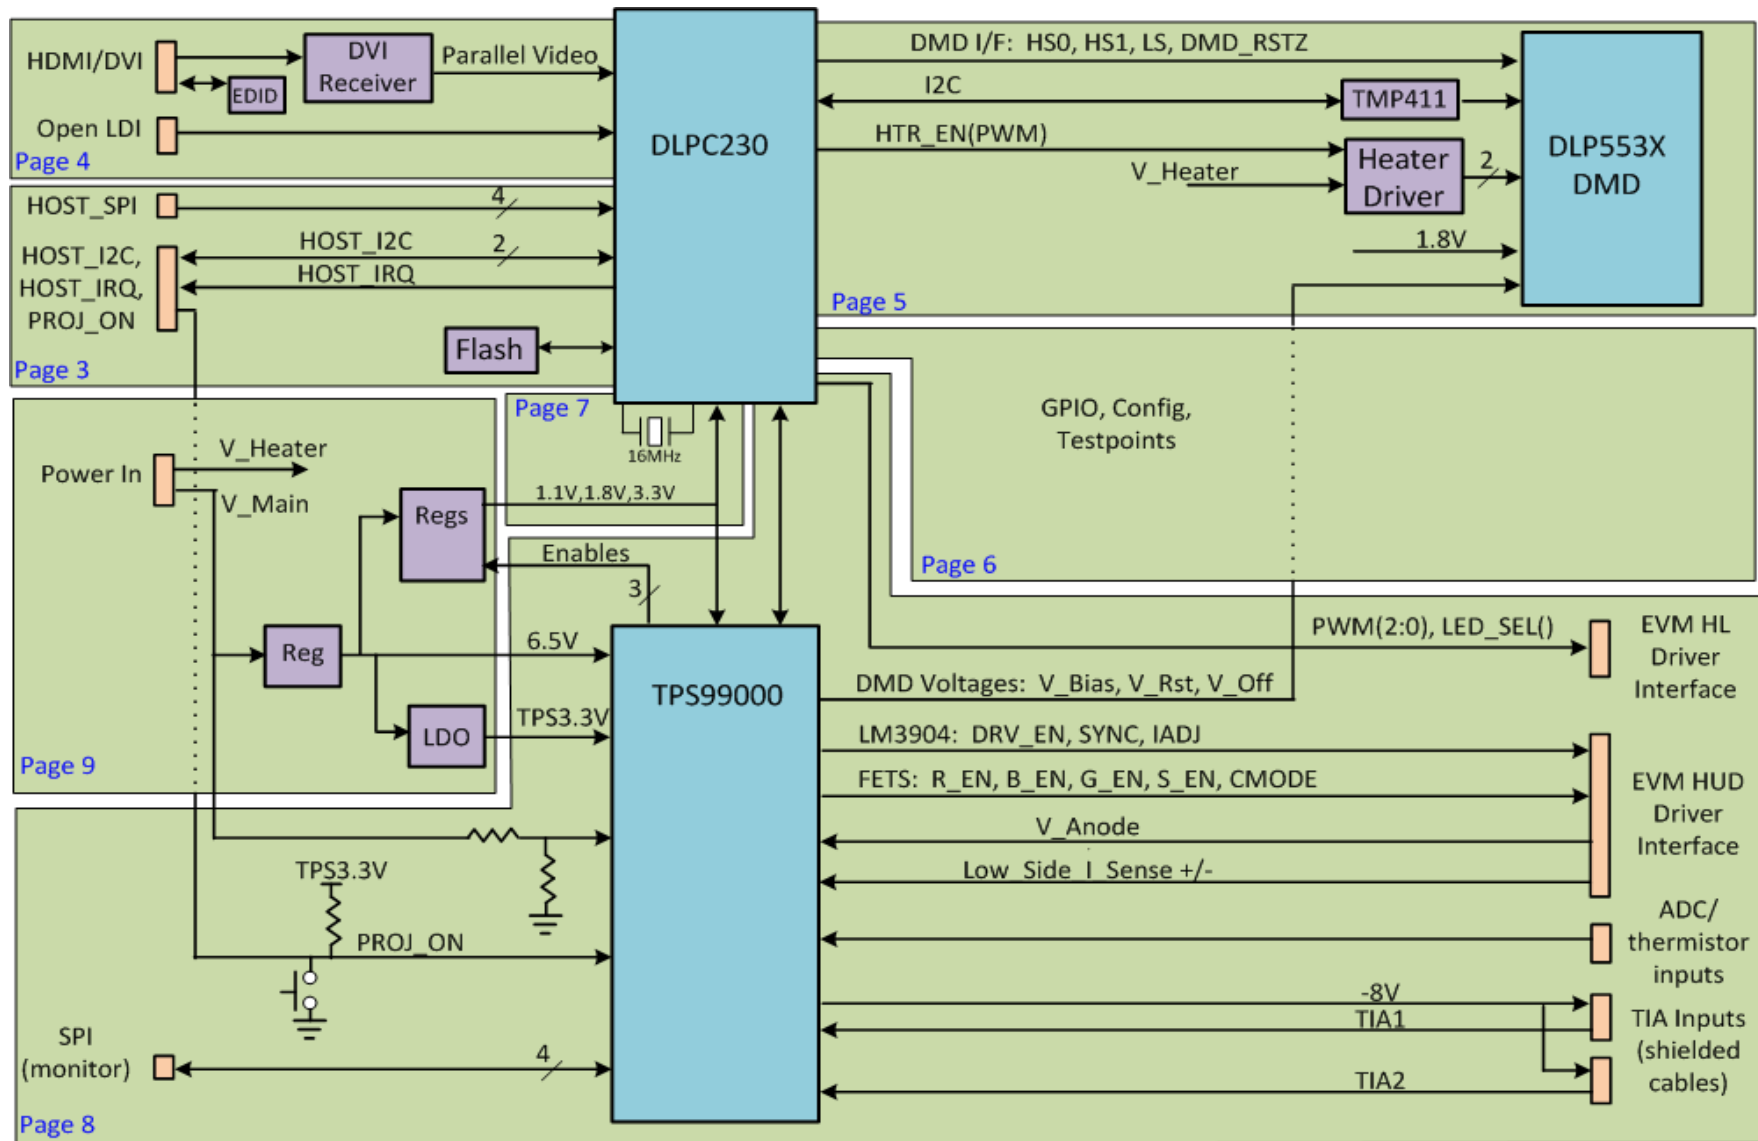 HDMI/DVI
DVI
Receiver
EDID
Parallel Video
Open LDI
Page 4
DLPC230
DMD I/F:  HS0, HS1, LS, DMD_RSTZ
I2C
TMP411
HTR_EN(PWM)
V_Heater
Heater
Driver
2
DLP553X
DMD
1.8V
Page 5
HOST_SPI
4
HOST_I2C,
HOST_IRQ,
PROJ_ON
HOST_I2C
2
HOST_IRQ
Flash
Page 3
Page 7
16MHz
1.1V,1.8V,3.3V
GPIO, Config,
Testpoints
Page 6
Power In
V_Heater
V_Main
Regs
Enables
3
Reg
6.5V
LDO
TPS3.3V
Page 9
TPS99000
PWM(2:0), LED_SEL()
EVM HL
Driver
Interface
DMD Voltages:  V_Bias, V_Rst, V_Off
LM3904:  DRV_EN, SYNC, IADJ
FETS:  R_EN, B_EN, G_EN, S_EN, CMODE
V_Anode
Low_Side_I_Sense +/-
EVM HUD
Driver
Interface
ADC/
thermistor
inputs
-8V
TIA1
TIA2
TIA Inputs
(shielded
cables)
TPS3.3V
PROJ_ON
SPI
(monitor)
4
Page 8